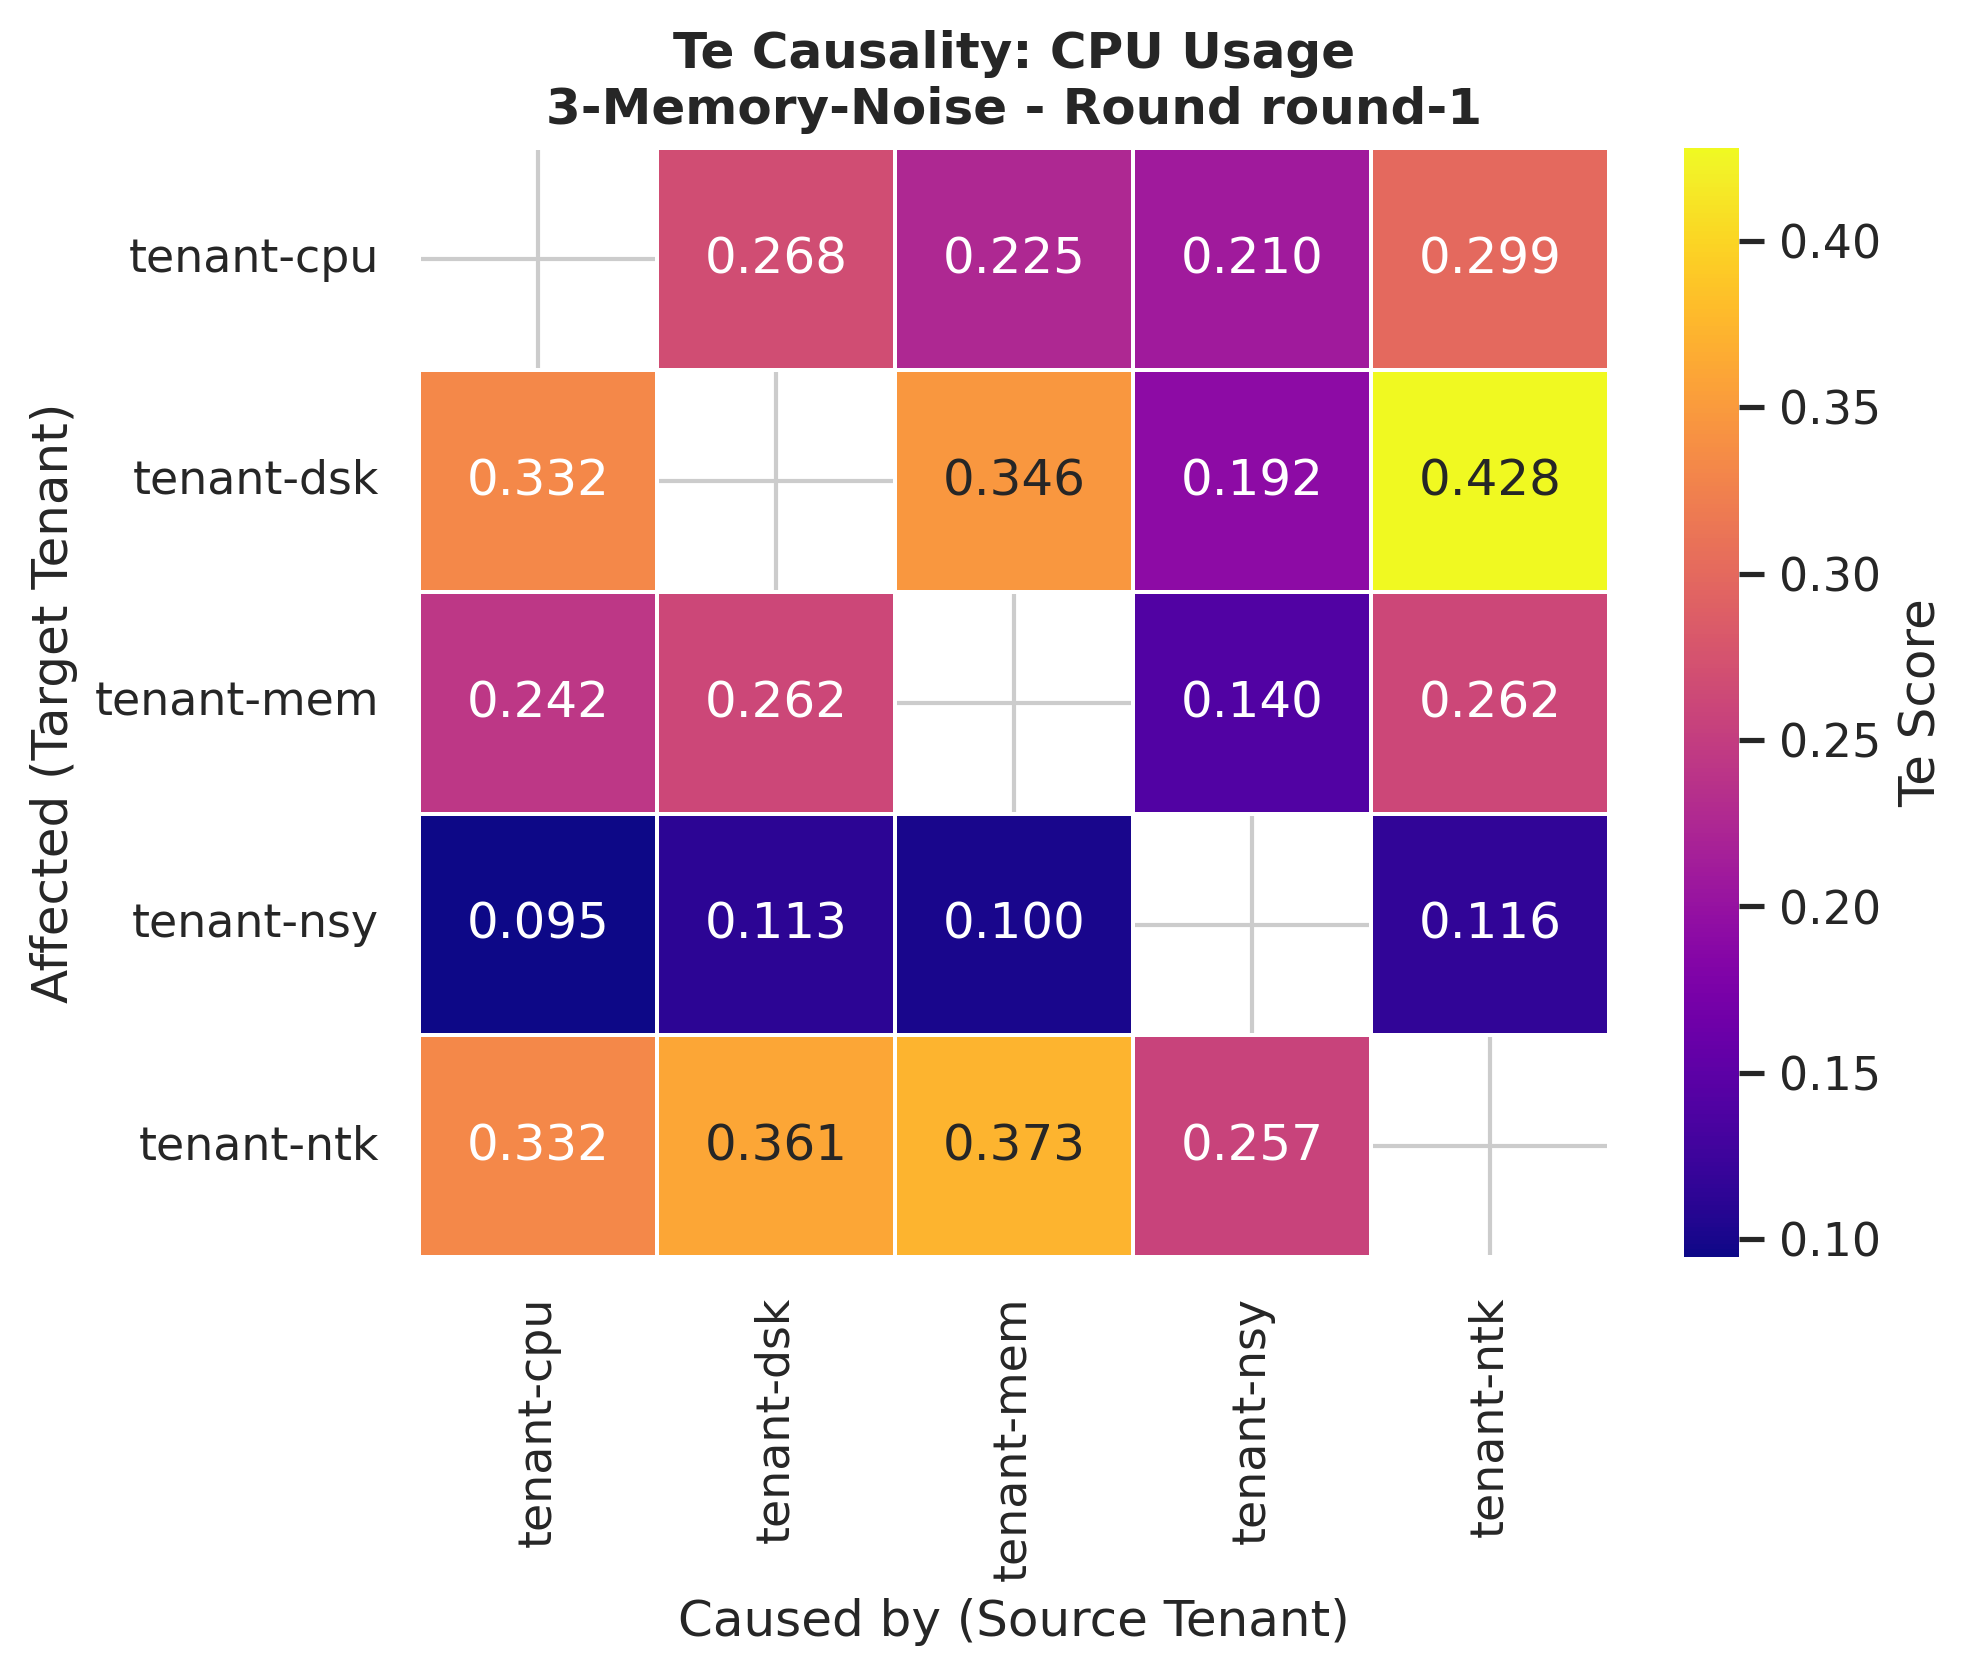 Te Causality: CPU Usage
3-Memory-Noise - Round round-1
Affected (Target Tenant)
tenant-cpu 0.268 0.225 0.210 0.299
tenant-dsk 0.332 0.346 0.192 0.428
tenant-mem 0.242 0.262 0.140 0.262
tenant-nsy 0.095 0.113 0.100 0.116
tenant-ntk 0.332 0.361 0.373 0.257
tenant-cpu
tenant-dsk
tenant-mem
tenant-nsy
tenant-ntk
Caused by (Source Tenant)
0.40
0.35
0.30
0.25
0.20
0.15
0.10
Te Score